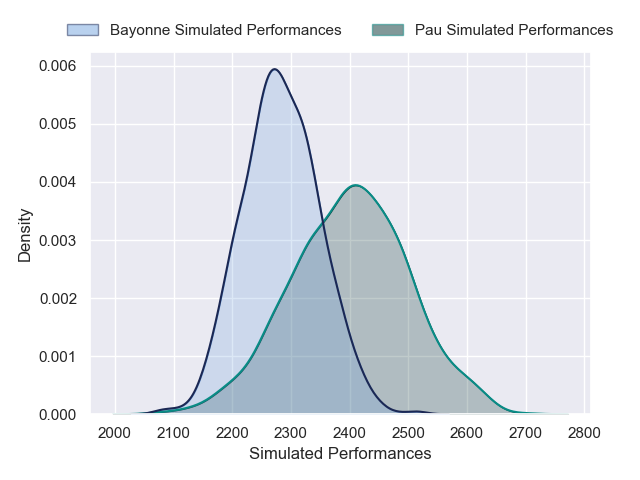 Bayonne Simulated Performances
Pau Simulated Performances
0.006
0.005
0.004
0.003
0.002
0.001
0.000
Density
2000 2100 2200 2300 2400 2500 2600 2700 2800
Simulated Performances